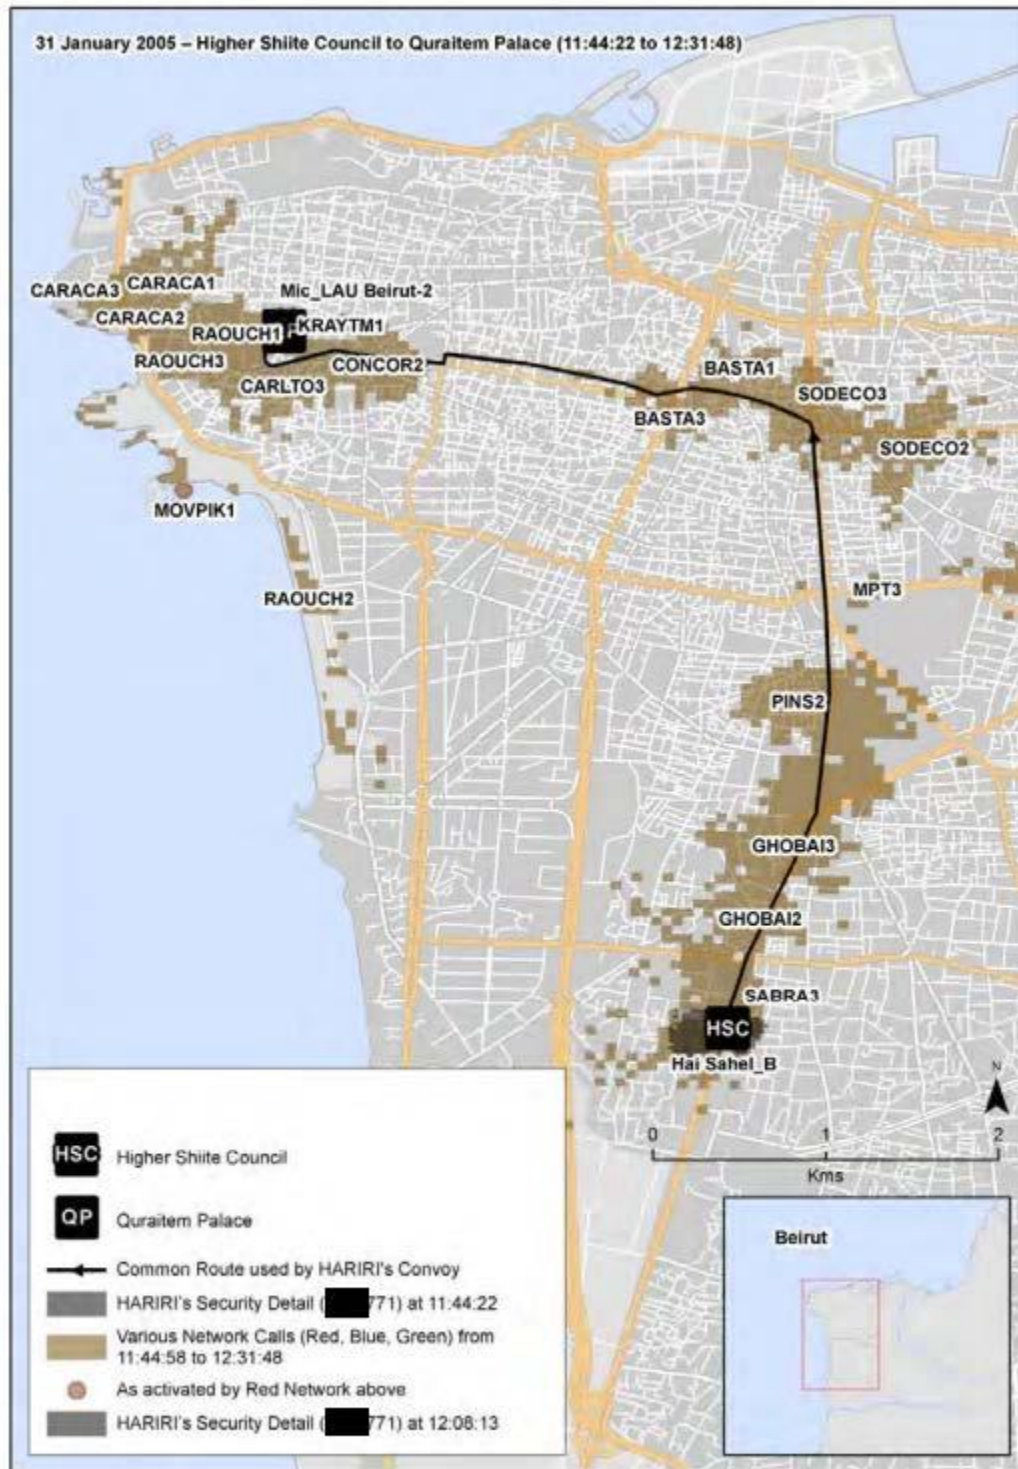 31 January 2005 – Higher Shiite Council to Quraitem Palace (11:44:22 to 12:31:48)
CARACA3
CARACA1
Mic_LAU Beirut-2
CARACA2
RAOUCH1
KRAYTM1
RAOUCH3
CONCOR2
BASTA1
CARLTO3
SODECO3
BASTA3
SODECO2
MOVPIK1
MPT3
RAOUCH2
PINS2
GHOBAI3
GHOBAI2
SABRA3
HSC
Hai Sahel_B
N
0 1 2
Kms
HSC Higher Shiite Council
QP Quraitem Palace
Common Route used by HARIRI's Convoy
HARIRI's Security Detail ( 771) at 11:44:22
Various Network Calls (Red, Blue, Green) from
11:44:58 to 12:31:48
As activated by Red Network above
HARIRI's Security Detail ( 771) at 12:08:13
Beirut